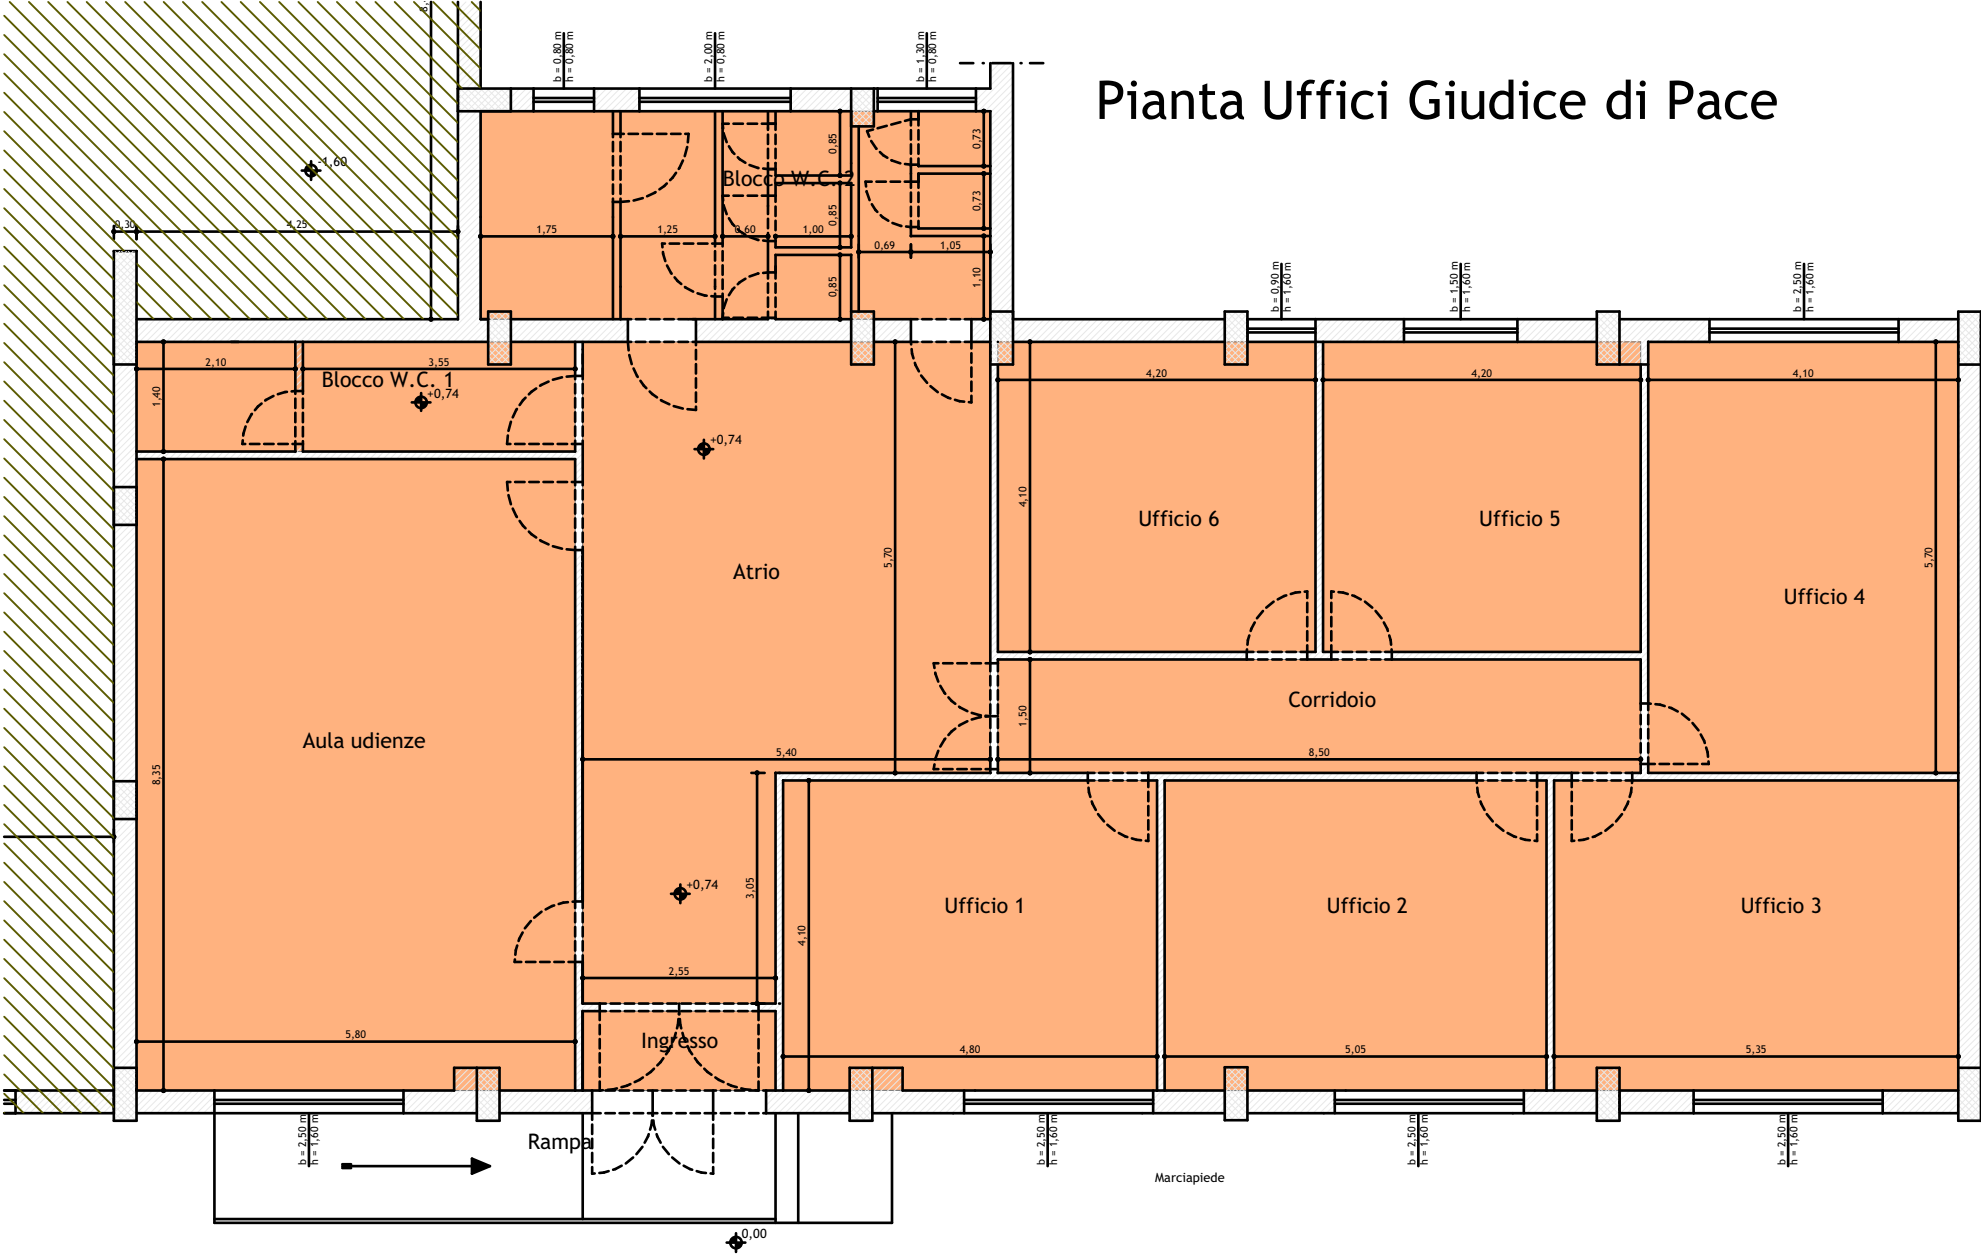 8,
b = 0,80 m
h = 0,80 m
b = 2,00 m
h = 0,80 m
b = 1,30 m
h = 0,80 m
Pianta Uffici Giudice di Pace
-1,60
0,30
4,25
Blocco W.C. 2
0,85
0,73
0,85
0,73
1,75
1,25
0,60
1,00
0,69
1,05
0,85
1,10
b = 0,90 m
h = 1,60 m
b = 1,50 m
h = 1,60 m
b = 2,50 m
h = 1,60 m
2,10
3,55
Blocco W.C. 1
1,40
+0,74
+0,74
4,20
4,20
4,10
4,10
Ufficio 6
Ufficio 5
5,70
Atrio
5,70
Ufficio 4
Corridoio
1,50
Aula udienze
5,40
8,50
8,35
+0,74
3,05
Ufficio 1
Ufficio 2
Ufficio 3
4,10
2,55
5,80
Ingresso
4,80
5,05
5,35
b = 2,50 m
h = 1,60 m
Rampa
b = 2,50 m
h = 1,60 m
b = 2,50 m
h = 1,60 m
b = 2,50 m
h = 1,60 m
Marciapiede
0,00